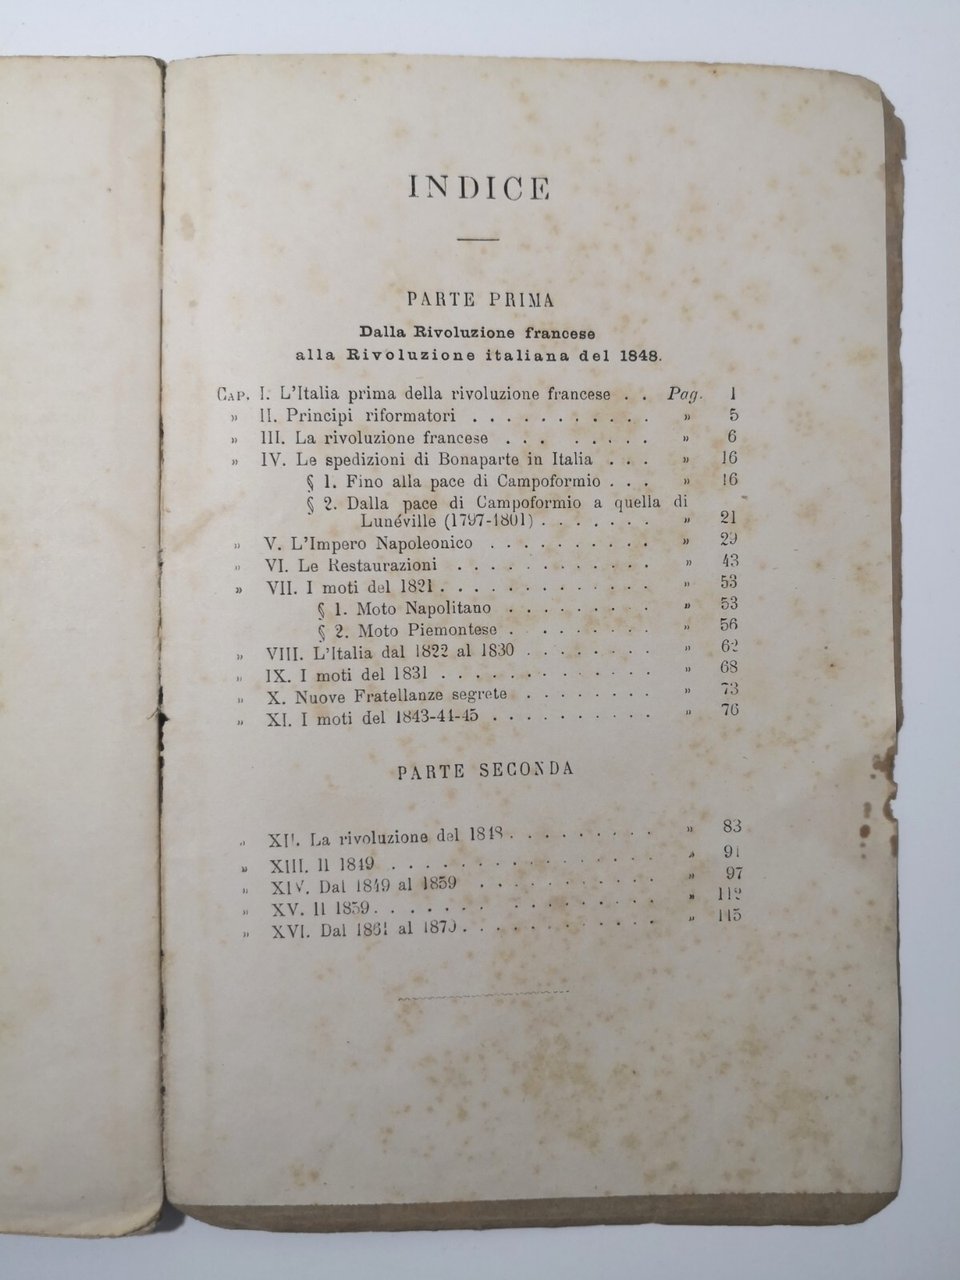 INDICE
PARTE PRIMA
Dalla Rivoluzione francese
alla Rivoluzione italiana del 1848.
CAP. I. L'Italia prima della rivoluzione francese . . Pag. 1
» II. Principi riformatori . . . . . . . . . . . » 5
» III. La rivoluzione francese . . . . . . . . » 6
» IV. Le spedizioni di Bonaparte in Italia . . . » 16
§ 1. Fino alla pace di Campoformio . . . » 16
§ 2. Dalla pace di Campoformio a quella di
Lunéville (1797-1801) . . . . . . . » 21
» V. L'Impero Napoleonico . . . . . . . . . . » 29
» VI. Le Restaurazioni . . . . . . . . . . . . » 43
» VII. I moti del 1821 . . . . . . . . . . . . . » 53
§ 1. Moto Napolitano . . . . . . . . . » 53
§ 2. Moto Piemontese . . . . . . . . » 56
» VIII. L'Italia dal 1822 al 1830 . . . . . . . . » 62
» IX. I moti del 1831 . . . . . . . . . . . . . » 68
» X. Nuove Fratellanze segrete . . . . . . . . » 73
» XI. I moti del 1843-44-45 . . . . . . . . . . » 76
PARTE SECONDA
» XII. La rivoluzione del 1848 . . . . . . . . . » 83
» XIII. Il 1849 . . . . . . . . . . . . . . . . » 91
» XIV. Dal 1849 al 1859 . . . . . . . . . . . » 97
» XV. Il 1859 . . . . . . . . . . . . . . . . » 112
» XVI. Dal 1861 al 1870 . . . . . . . . . . . . » 115